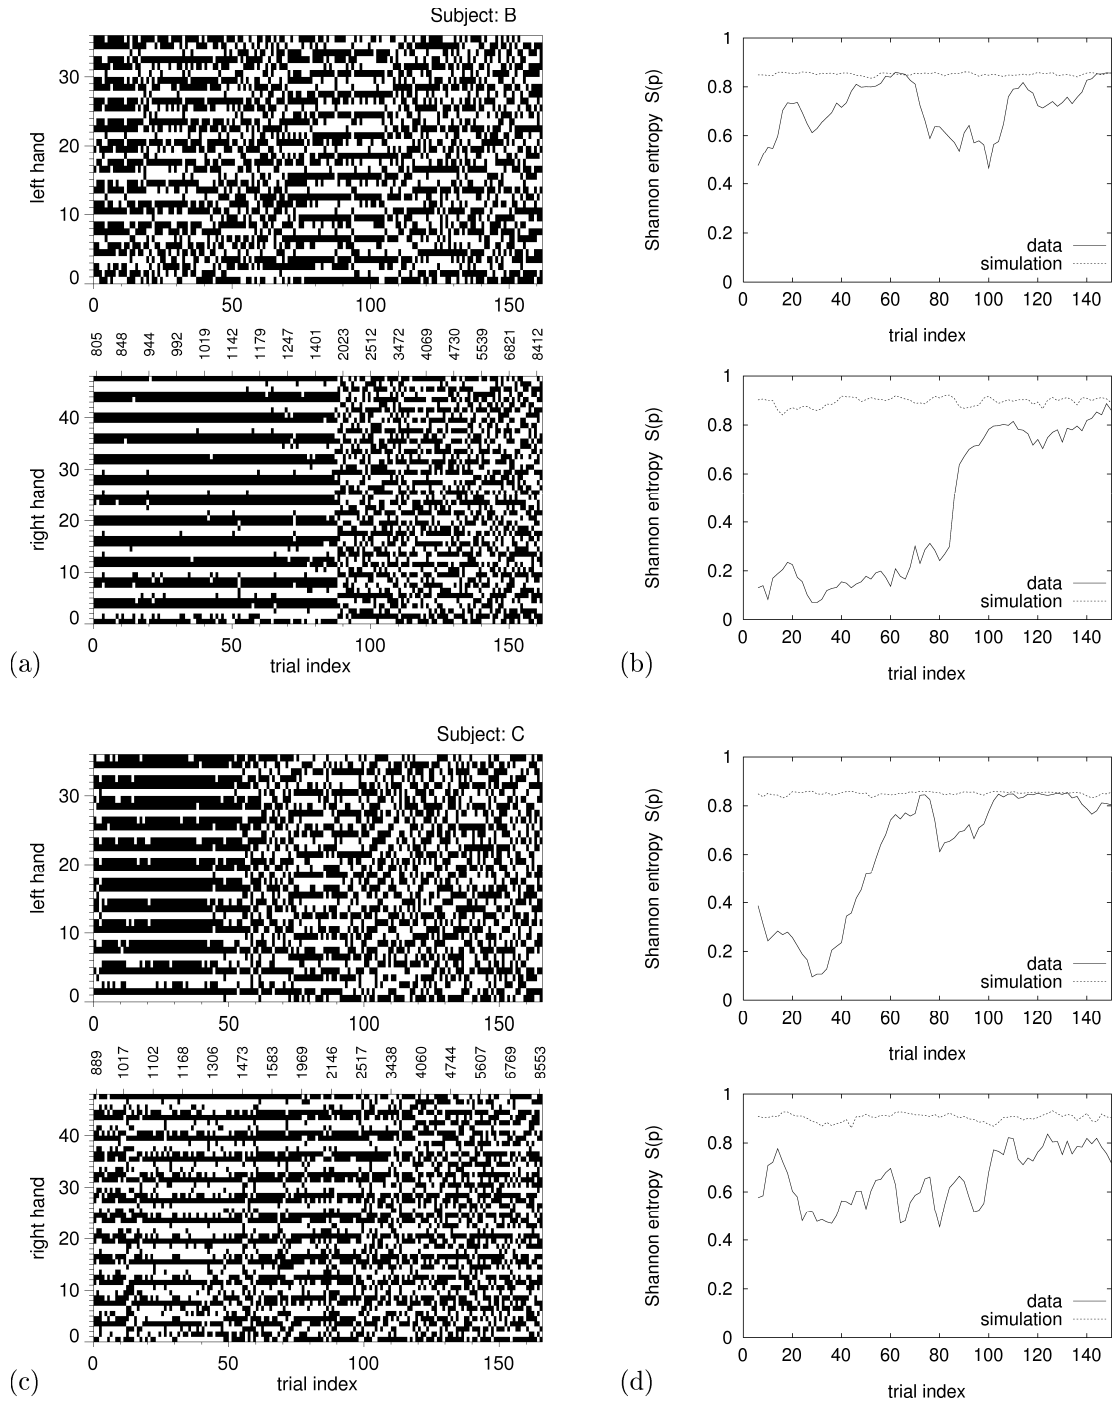 Subject: B
left hand
30
20
10
0
0 50 100 150
805 848 944 992 1019 1142 1179 1247 1401 2023 2512 3472 4069 4730 5539 6821 8412
right hand
40
30
20
10
0
0 50 100 150
trial index
(a)
Shannon entropy S(p)
1
0.8
0.6
0.4
0.2
0
data
simulation
0 20 40 60 80 100 120 140
trial index
Shannon entropy S(p)
1
0.8
0.6
0.4
0.2
0
data
simulation
0 20 40 60 80 100 120 140
trial index
(b)
Subject: C
left hand
30
20
10
0
0 50 100 150
889 1017 1102 1168 1306 1473 1583 1969 2146 2517 3438 4060 4744 5607 6769 8553
right hand
40
30
20
10
0
0 50 100 150
trial index
(c)
Shannon entropy S(p)
1
0.8
0.6
0.4
0.2
0
data
simulation
0 20 40 60 80 100 120 140
trial index
Shannon entropy S(p)
1
0.8
0.6
0.4
0.2
0
data
simulation
0 20 40 60 80 100 120 140
trial index
(d)